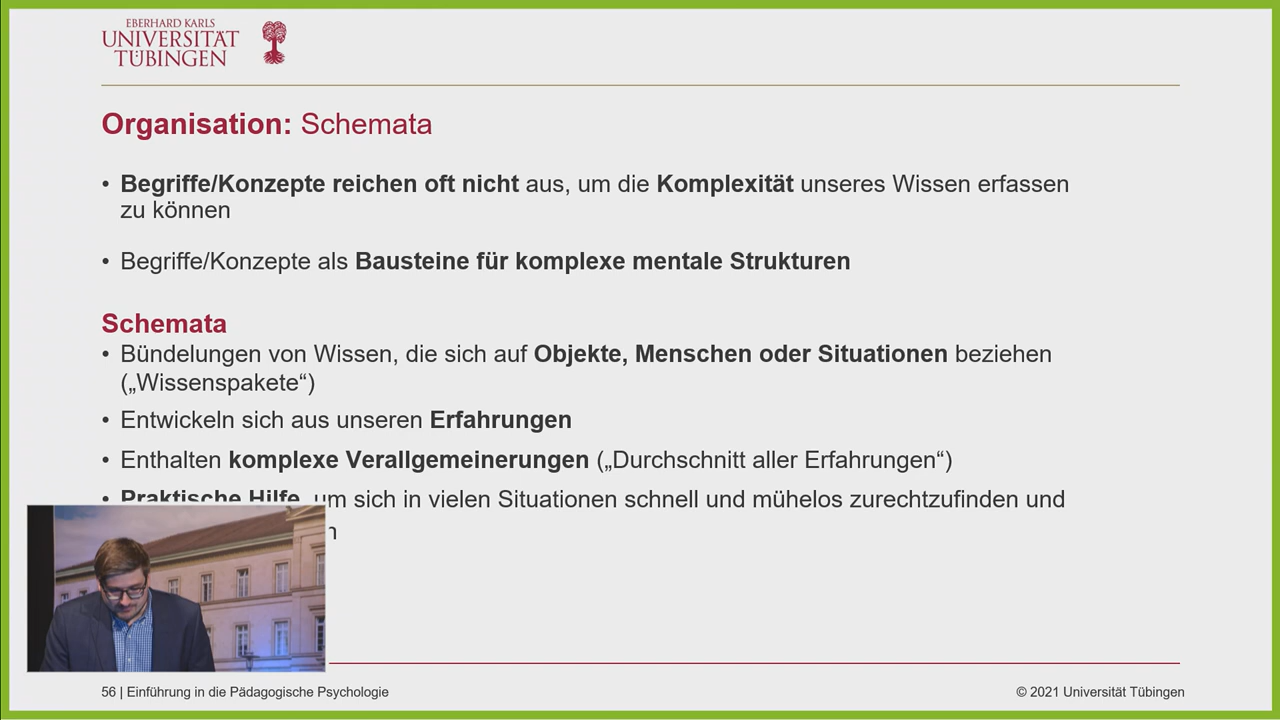 EBERHARD KARLS
UNIVERSITÄT
TÜBINGEN
Organisation: Schemata
• Begriffe/Konzepte reichen oft nicht aus, um die Komplexität unseres Wissen erfassen
zu können
• Begriffe/Konzepte als Bausteine für komplexe mentale Strukturen
Schemata
• Bündelungen von Wissen, die sich auf Objekte, Menschen oder Situationen beziehen
(„Wissenspakete“)
• Entwickeln sich aus unseren Erfahrungen
• Enthalten komplexe Verallgemeinerungen („Durchschnitt aller Erfahrungen“)
• Praktische Hilfe, um sich in vielen Situationen schnell und mühelos zurechtzufinden und
56 | Einführung in die Pädagogische Psychologie
© 2021 Universität Tübingen